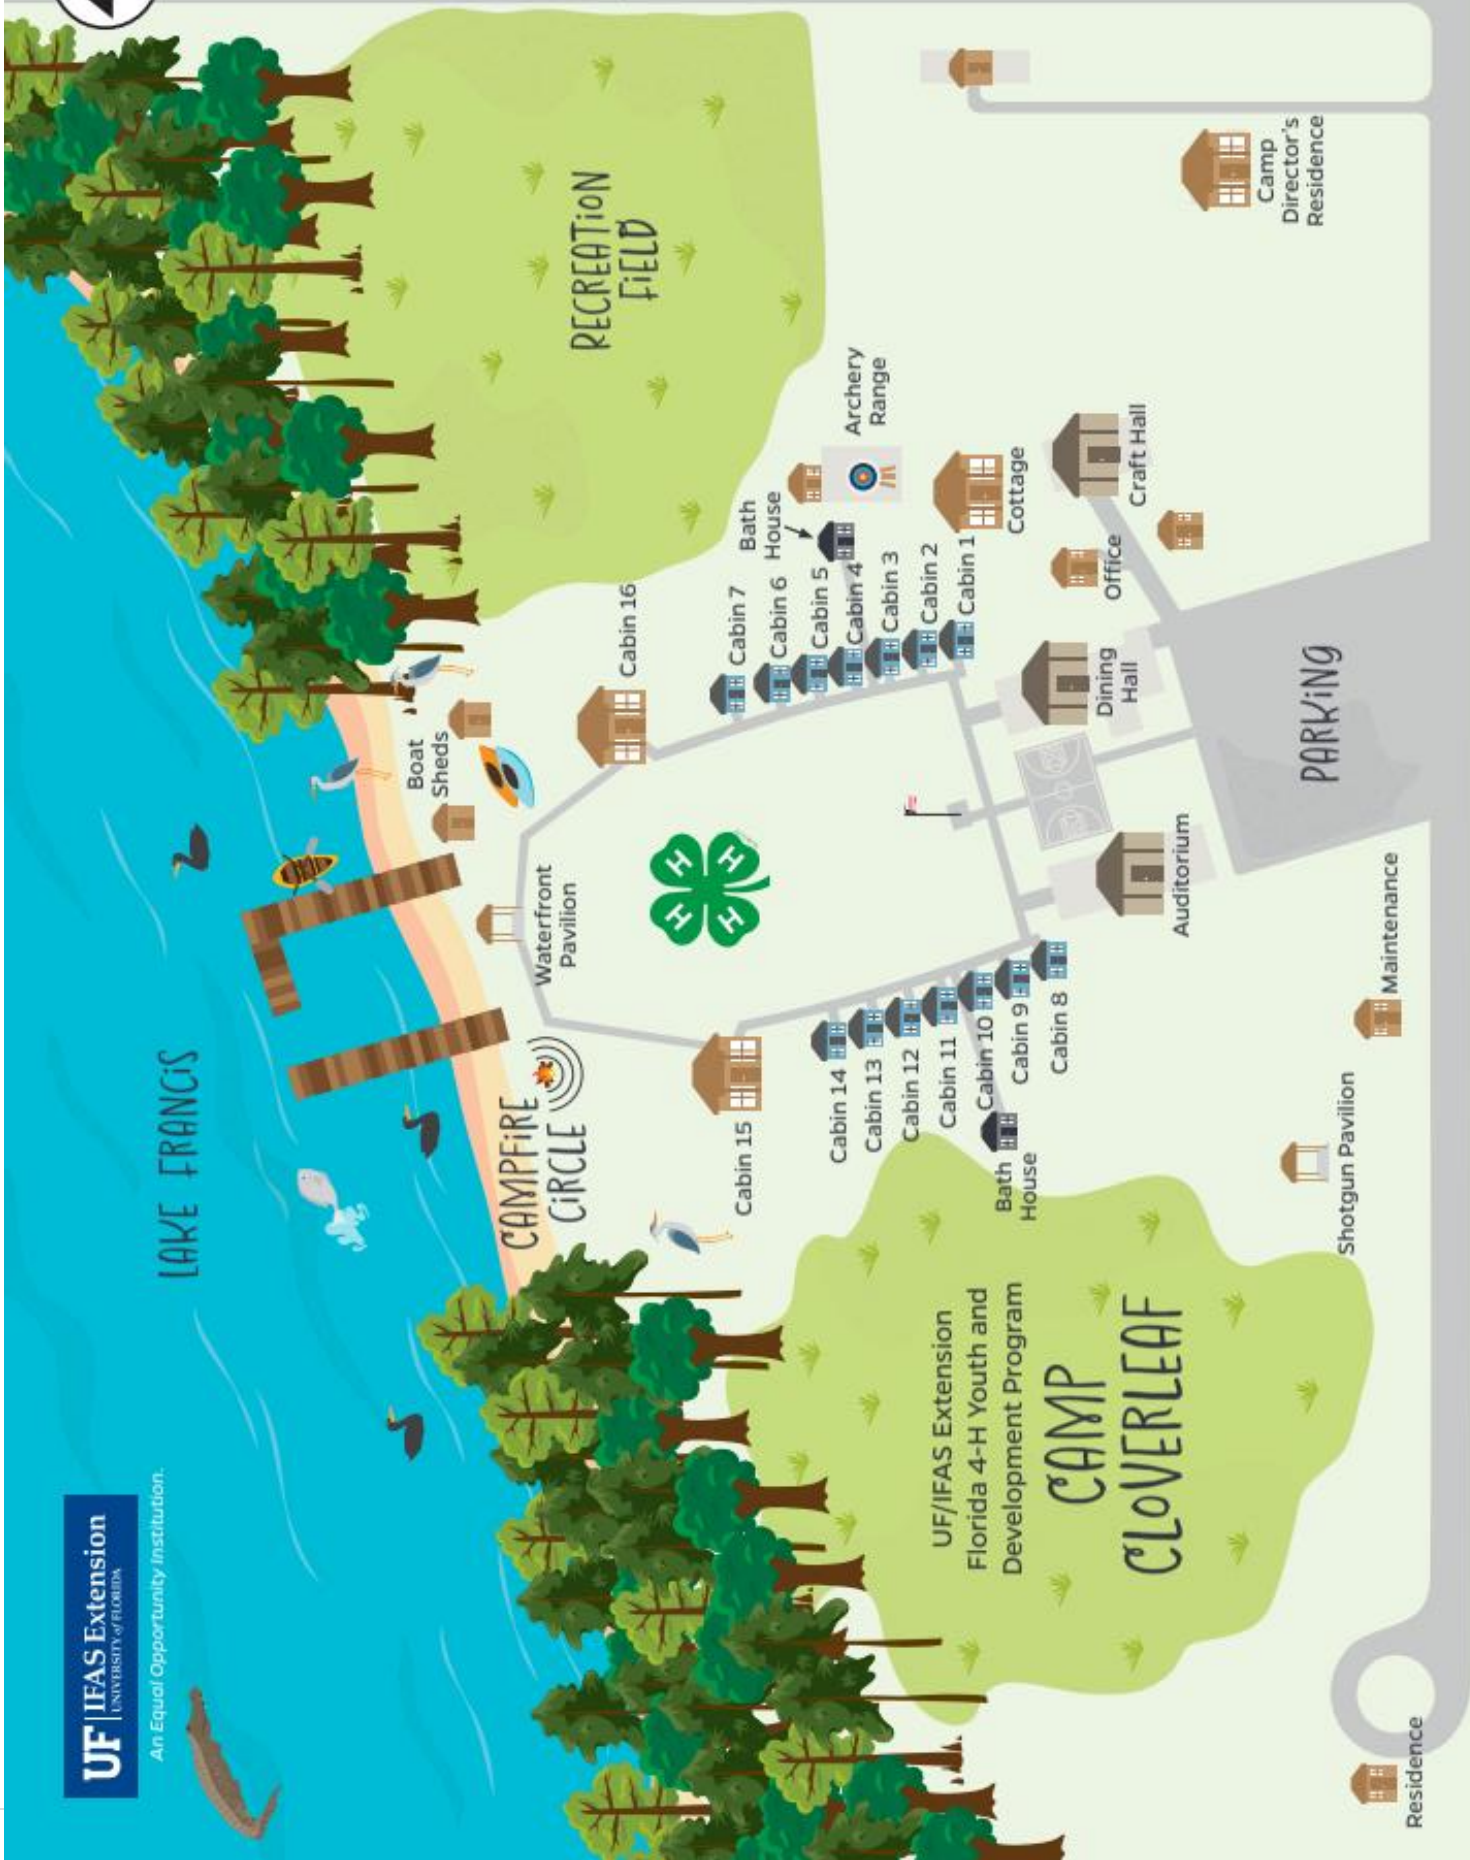 UF IFAS Extension
UNIVERSITY of FLORIDA
An Equal Opportunity Institution.
LAKE FRANCIS
CAMPFIRE
CIRCLE
Waterfront
Pavilion
Boat
Sheds
Cabin 15
Cabin 16
RECREATION
FIELD
H
H
H
H
Cabin 14
Cabin 13
Cabin 12
Cabin 11
Cabin 10
Cabin 9
Cabin 8
Bath
House
Cabin 7
Cabin 6
Cabin 5
Cabin 4
Cabin 3
Cabin 2
Cabin 1
Bath
House
Archery
Range
Cottage
Craft Hall
Office
Dining
Hall
Auditorium
PARKING
Maintenance
Shotgun Pavilion
Camp
Director's
Residence
UF/IFAS Extension
Florida 4-H Youth and
Development Program
CAMP
CLOVERLEAF
Residence